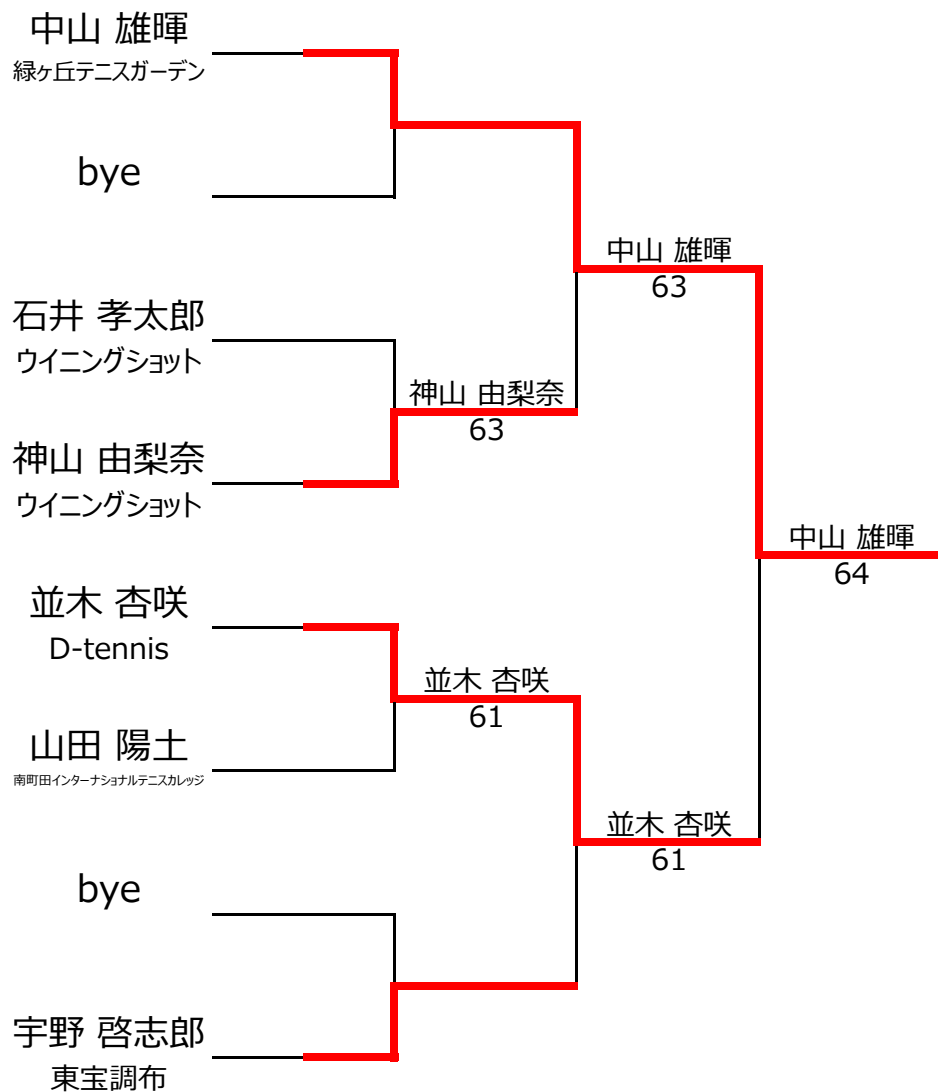 中山 雄暉
緑ヶ丘テニスガーデン
bye
石井 孝太郎
ウイニングショット
神山 由梨奈
ウイニングショット
並木 杏咲
D-tennis
山田 陽土
南町田インターナショナルテニスカレッジ
bye
宇野 啓志郎
東宝調布
神山 由梨奈
63
並木 杏咲
61
中山 雄暉
63
並木 杏咲
61
中山 雄暉
64